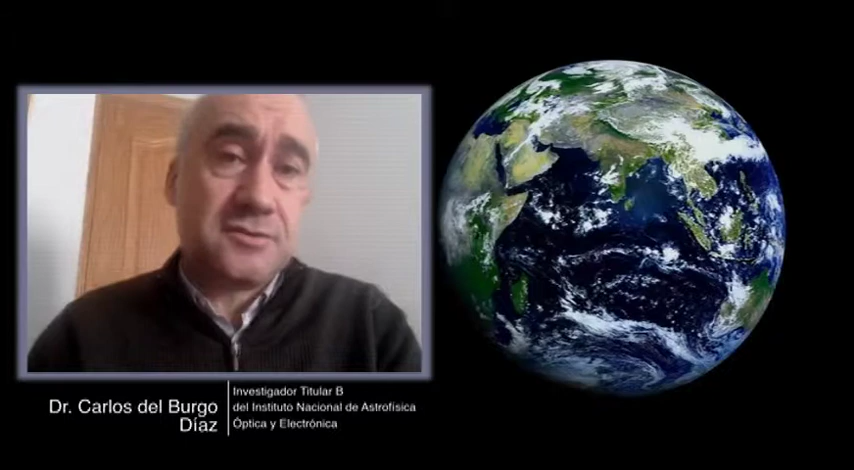 Dr. Carlos del Burgo
Díaz
Investigador Titular B
del Instituto Nacional de Astrofísica
Óptica y Electrónica